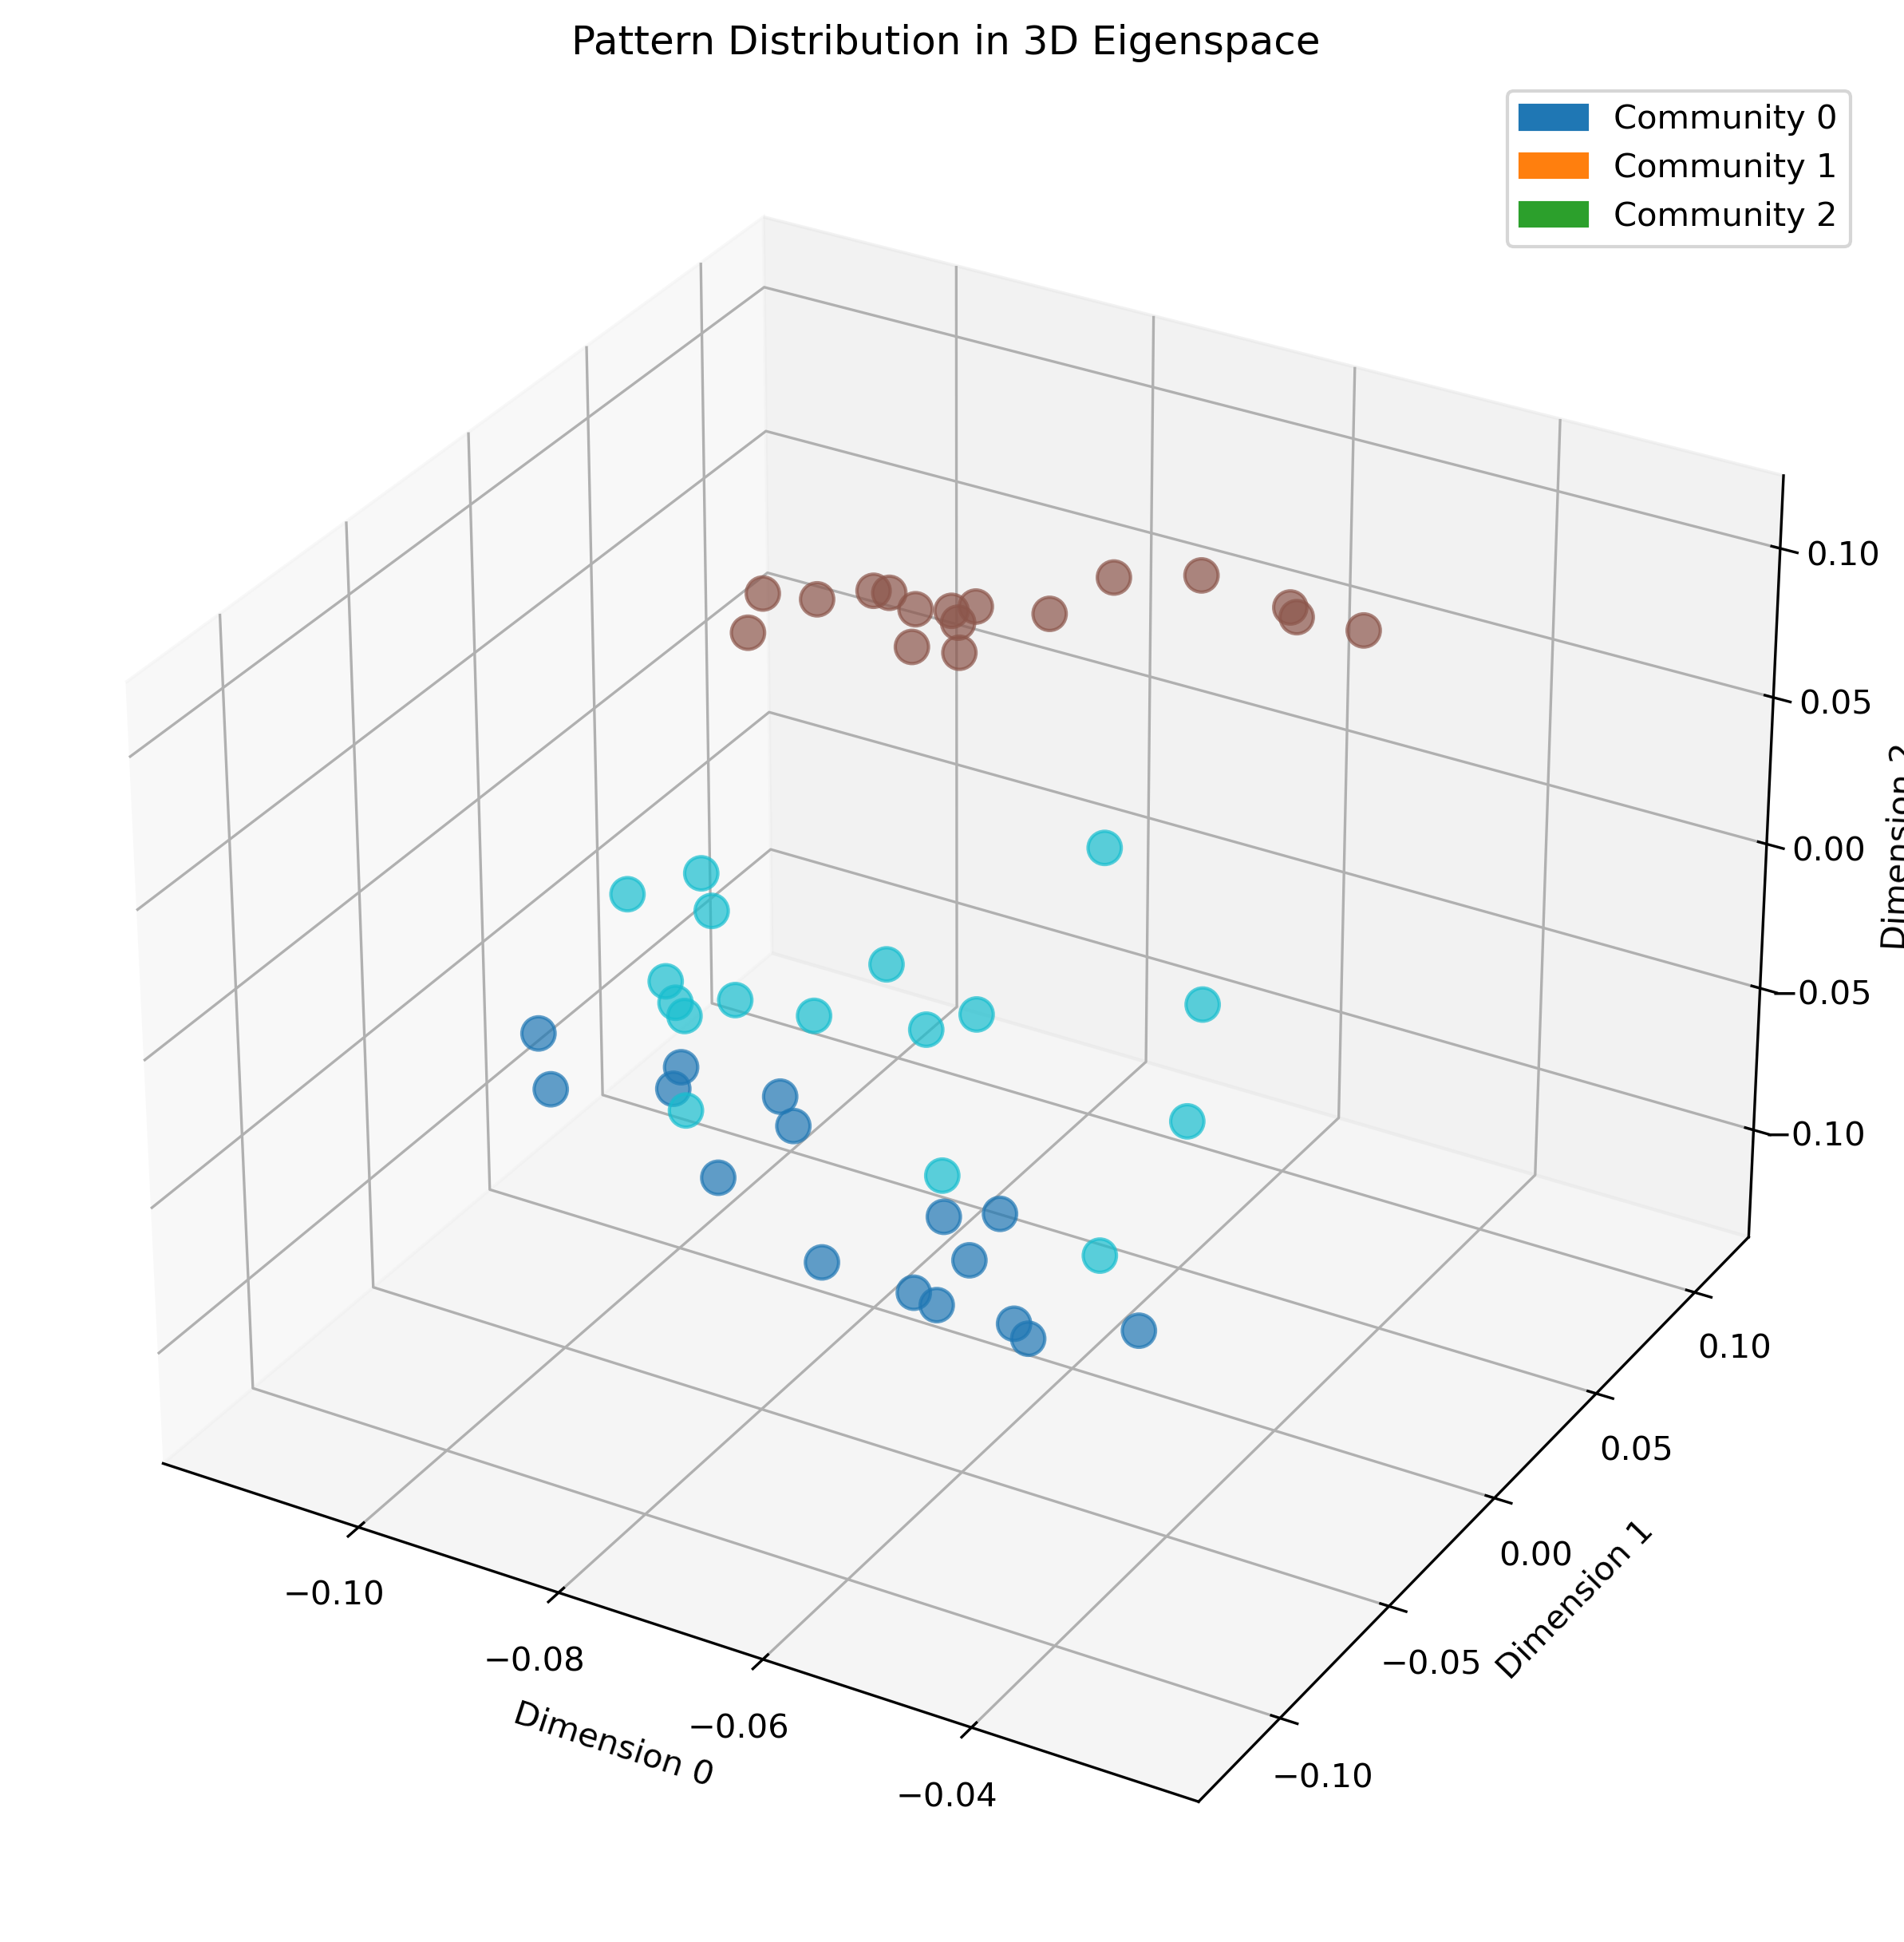 Pattern Distribution in 3D Eigenspace
Community 0
Community 1
Community 2
0.10
0.05
0.00
−0.05
−0.10
Dimension 2
0.10
0.05
0.00
−0.05
−0.10
Dimension 1
−0.10
−0.08
−0.06
−0.04
Dimension 0